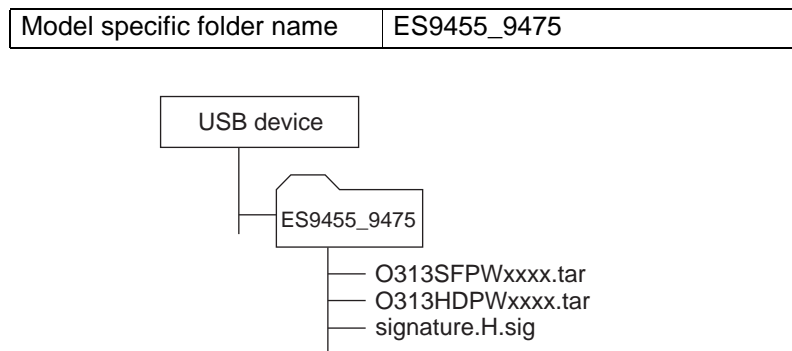 Model specific folder name ES9455_9475
USB device
ES9455_9475
O313SFPWxxxx.tar
O313HDPWxxxx.tar
signature.H.sig